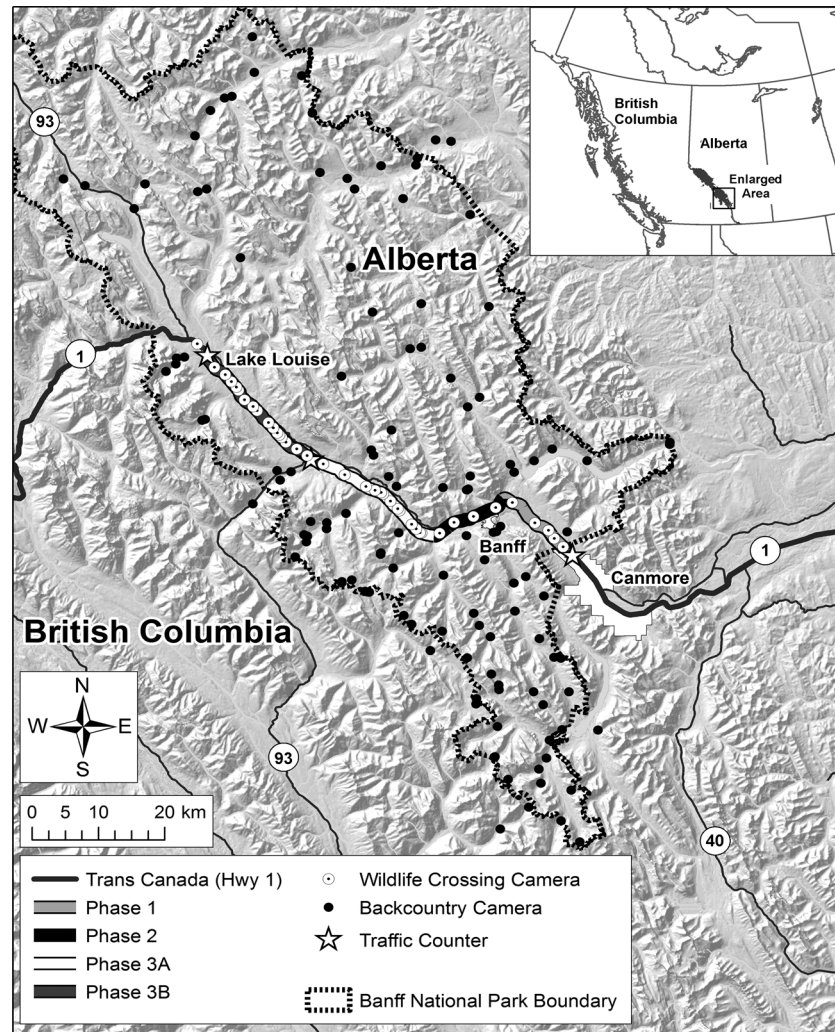 British
Columbia
Alberta
Enlarged
Area
93
Alberta
1
Lake Louise
Banff
Canmore
1
British Columbia
N
W E
S
93
0 5 10 20 km
40
Trans Canada (Hwy 1)
Phase 1
Phase 2
Phase 3A
Phase 3B
Wildlife Crossing Camera
Backcountry Camera
Traffic Counter
Banff National Park Boundary